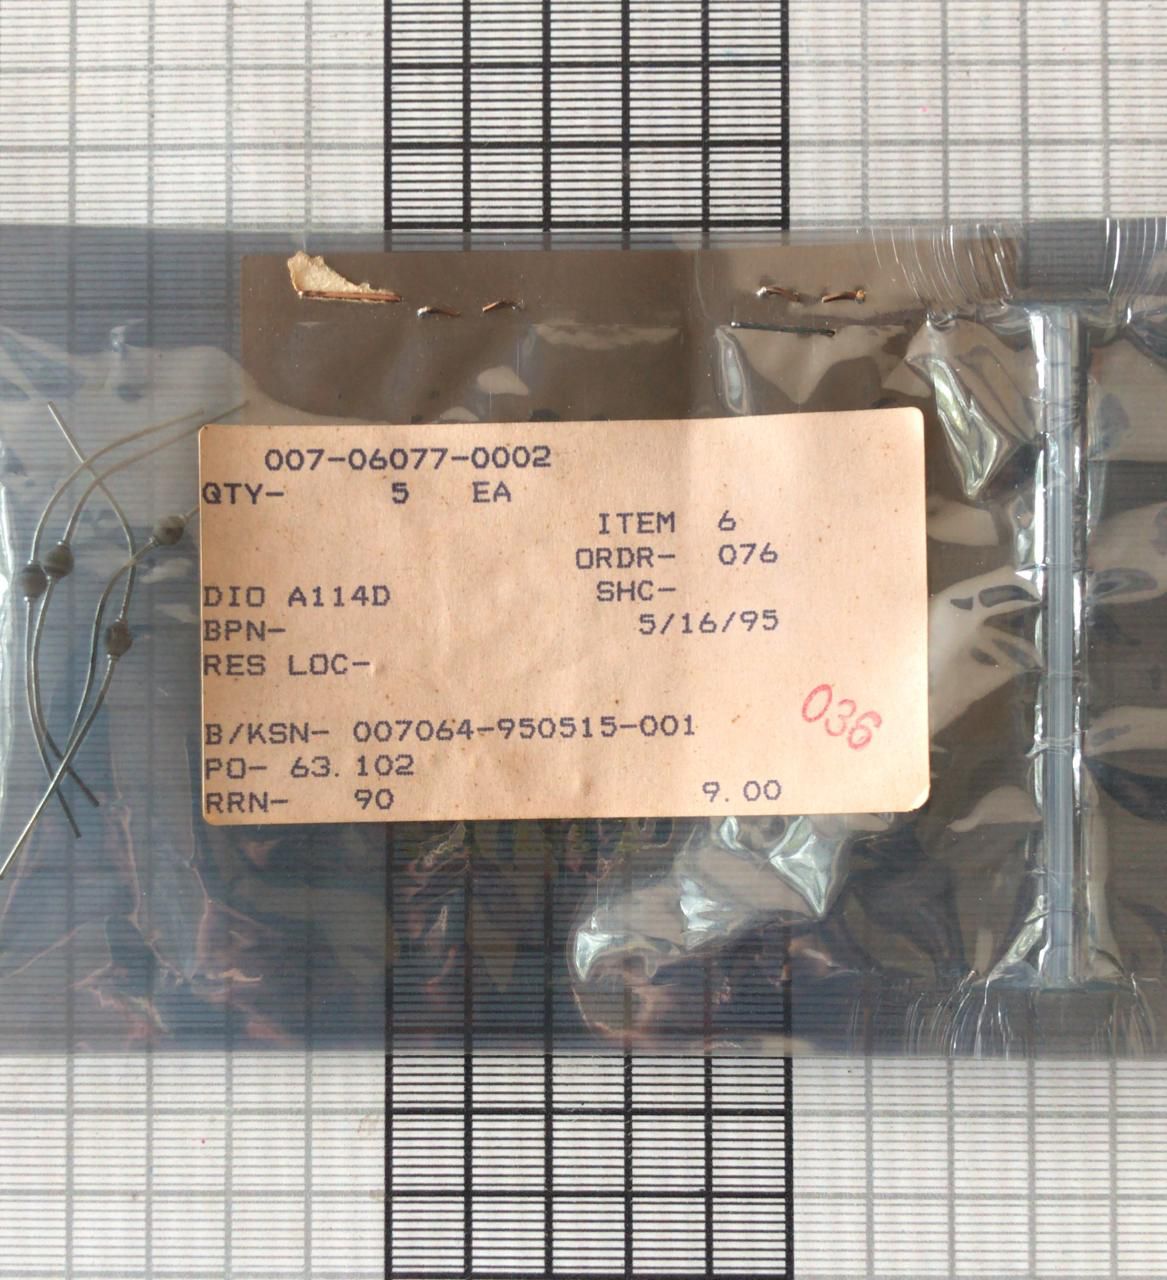 007-06077-0002
QTY- 5 EA
ITEM 6
ORDR- 076
DIO A114D SHC-
BPN- 5/16/95
RES LOC-
036
B/KSN- 007064-950515-001
PO- 63.102
RRN- 90 9.00